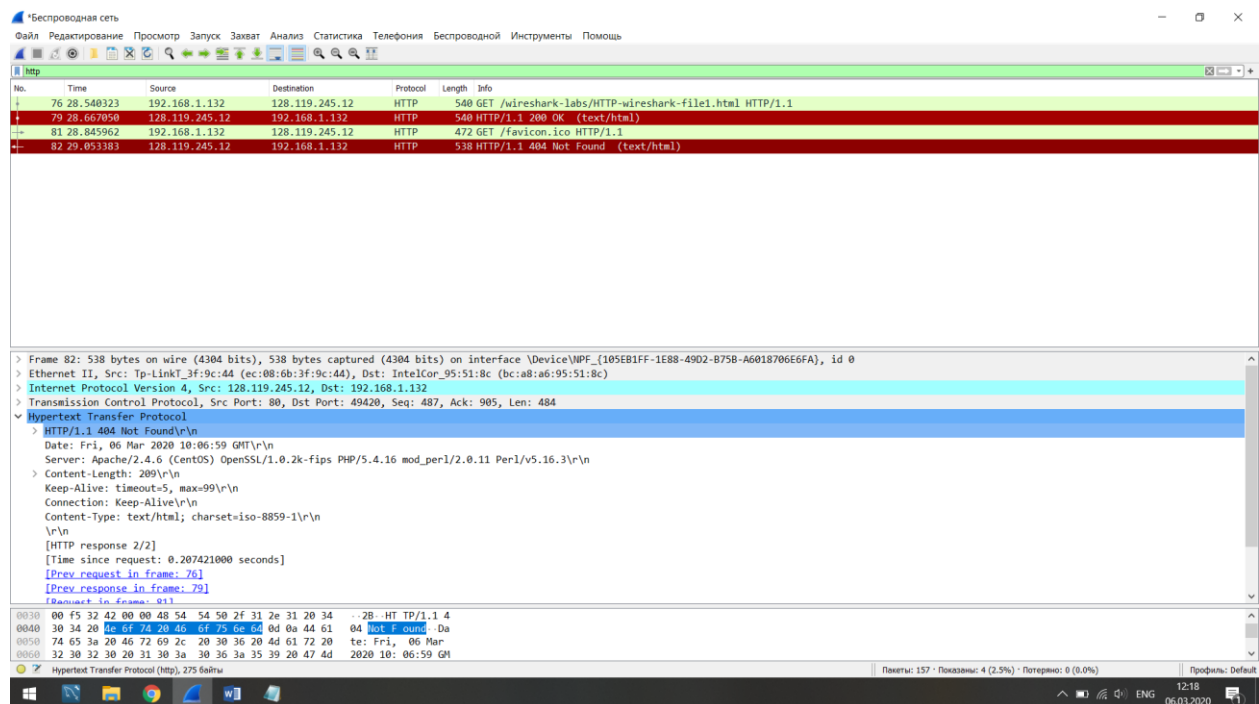 *Беспроводная сеть
Файл Редактирование Просмотр Запуск Захват Анализ Статистика Телефония Беспроводной Инструменты Помощь
http
No. Time Source Destination Protocol Length Info
76 28.540323 192.168.1.132 128.119.245.12 HTTP 540 GET /wireshark-labs/HTTP-wireshark-file1.html HTTP/1.1
79 28.667050 128.119.245.12 192.168.1.132 HTTP 540 HTTP/1.1 200 OK (text/html)
81 28.845962 192.168.1.132 128.119.245.12 HTTP 472 GET /favicon.ico HTTP/1.1
82 29.053383 128.119.245.12 192.168.1.132 HTTP 538 HTTP/1.1 404 Not Found (text/html)
> Frame 82: 538 bytes on wire (4304 bits), 538 bytes captured (4304 bits) on interface \Device\NPF_{105EB1FF-1E88-49D2-B75B-A6018706E6FA}, id 0
> Ethernet II, Src: Tp-LinkT_3f:9c:44 (ec:08:6b:3f:9c:44), Dst: IntelCor_95:51:8c (bc:a8:a6:95:51:8c)
> Internet Protocol Version 4, Src: 128.119.245.12, Dst: 192.168.1.132
> Transmission Control Protocol, Src Port: 80, Dst Port: 49420, Seq: 487, Ack: 905, Len: 484
Hypertext Transfer Protocol
> HTTP/1.1 404 Not Found\r\n
Date: Fri, 06 Mar 2020 10:06:59 GMT\r\n
Server: Apache/2.4.6 (CentOS) OpenSSL/1.0.2k-fips PHP/5.4.16 mod_perl/2.0.11 Perl/v5.16.3\r\n
> Content-Length: 209\r\n
Keep-Alive: timeout=5, max=99\r\n
Connection: Keep-Alive\r\n
Content-Type: text/html; charset=iso-8859-1\r\n
\r\n
[HTTP response 2/2]
[Time since request: 0.207421000 seconds]
[Prev request in frame: 76]
[Prev response in frame: 79]
[Request in frame: 81]
0030 00 f5 32 42 00 00 48 54 54 50 2f 31 2e 31 20 34 ··2B··HT TP/1.1 4
0040 30 34 20 4e 6f 74 20 46 6f 75 6e 64 0d 0a 44 61 04 Not F ound··Da
0050 74 65 3a 20 46 72 69 2c 20 30 36 20 4d 61 72 20 te: Fri, 06 Mar
0060 32 30 32 30 20 31 30 3a 30 36 3a 35 39 20 47 4d 2020 10: 06:59 GM
Hypertext Transfer Protocol (http), 275 байты Пакеты: 157 · Показаны: 4 (2.5%) · Потеряно: 0 (0.0%) Профиль: Default
ENG 12:18
06.03.2020